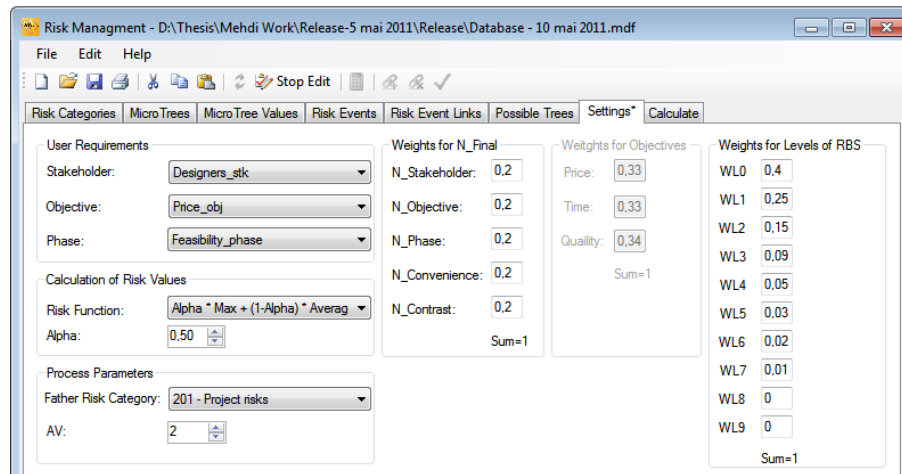 Risk Managment - D:\Thesis\Mehdi Work\Release-5 mai 2011\Release\Database - 10 mai 2011.mdf
File Edit Help
Stop Edit
Risk Categories MicroTrees MicroTree Values Risk Events Risk Event Links Possible Trees Settings* Calculate
User Requirements
Stakeholder: Designers_stk
Objective: Price_obj
Phase: Feasibility_phase
Calculation of Risk Values
Risk Function: Alpha * Max + (1-Alpha) * Averag
Alpha: 0,50
Process Parameters
Father Risk Category: 201 - Project risks
AV: 2
Weights for N_Final
N_Stakeholder: 0,2
N_Objective: 0,2
N_Phase: 0,2
N_Convenience: 0,2
N_Contrast: 0,2
Sum=1
Weitghts for Objectives
Price: 0,33
Time: 0,33
Quaility: 0,34
Sum=1
Weights for Levels of RBS
WL0 0,4
WL1 0,25
WL2 0,15
WL3 0,09
WL4 0,05
WL5 0,03
WL6 0,02
WL7 0,01
WL8 0
WL9 0
Sum=1